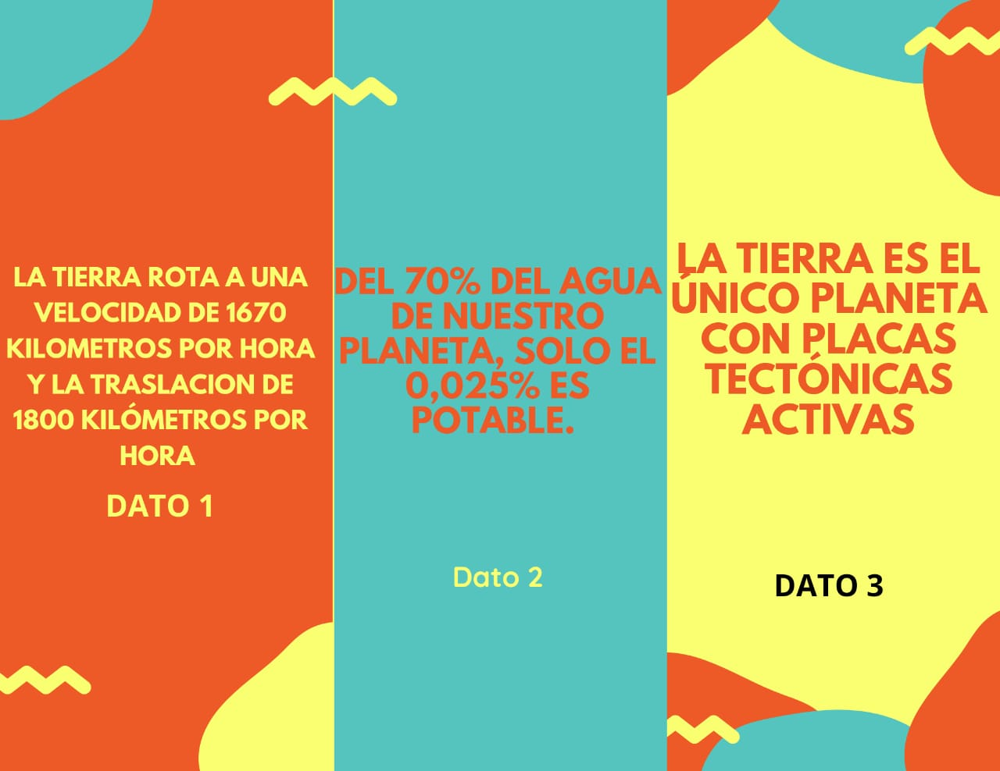 LA TIERRA ROTA A UNA
VELOCIDAD DE 1670
KILOMETROS POR HORA
Y LA TRASLACION DE
1800 KILÓMETROS POR
HORA
DATO 1
DEL 70% DEL AGUA
DE NUESTRO
PLANETA, SOLO EL
0,025% ES
POTABLE.
Dato 2
LA TIERRA ES EL
ÚNICO PLANETA
CON PLACAS
TECTÓNICAS
ACTIVAS
DATO 3